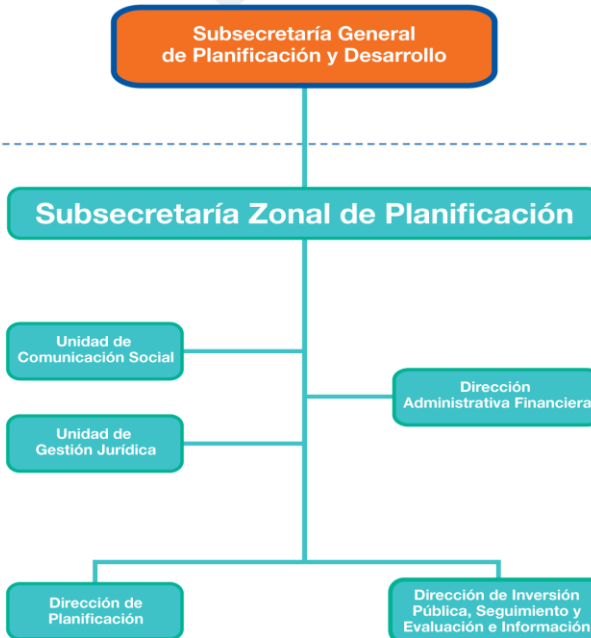 Subsecretaría General
de Planificación y Desarrollo
Subsecretaría Zonal de Planificación
Unidad de
Comunicación Social
Dirección
Administrativa Financiera
Unidad de
Gestión Jurídica
Dirección de
Planificación
Dirección de Inversión
Pública, Seguimiento y
Evaluación e Información